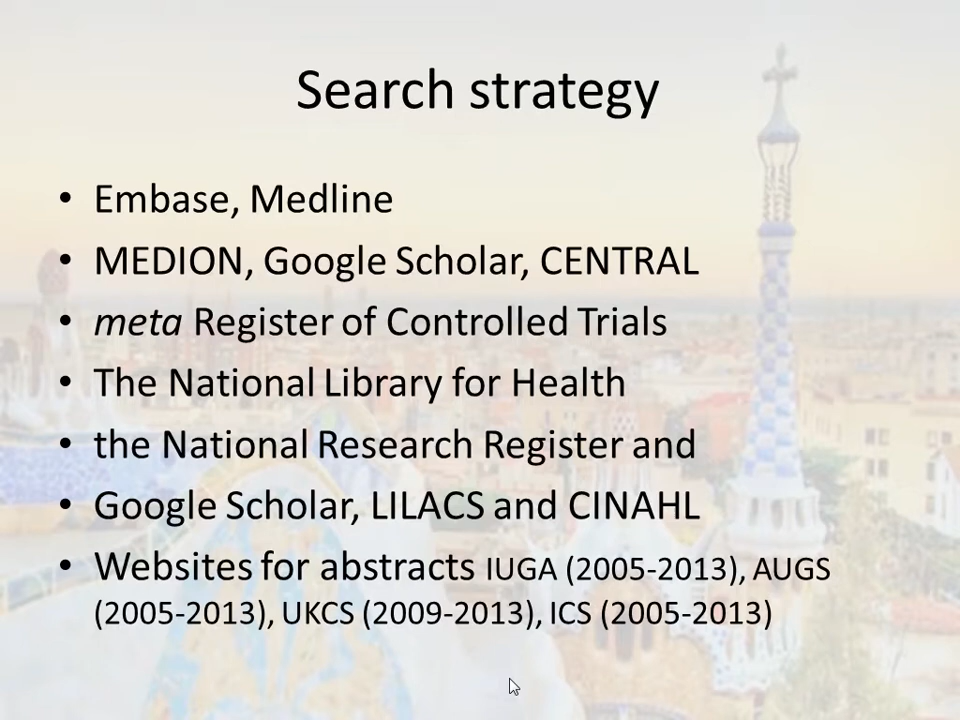 Search strategy
• Embase, Medline
• MEDION, Google Scholar, CENTRAL
• meta Register of Controlled Trials
• The National Library for Health
• the National Research Register and
• Google Scholar, LILACS and CINAHL
• Websites for abstracts IUGA (2005-2013), AUGS
(2005-2013), UKCS (2009-2013), ICS (2005-2013)